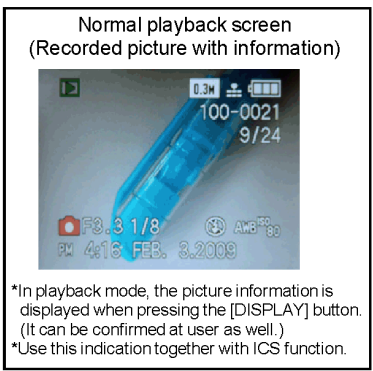 Normal playback screen
(Recorded picture with information)
0.3M
100-0021
9/24
F3.3 1/8
AWB ISO 80
PM 4:16 FEB. 3.2009
*In playback mode, the picture information is
displayed when pressing the [DISPLAY] button.
(It can be confirmed at user as well.)
*Use this indication together with ICS function.